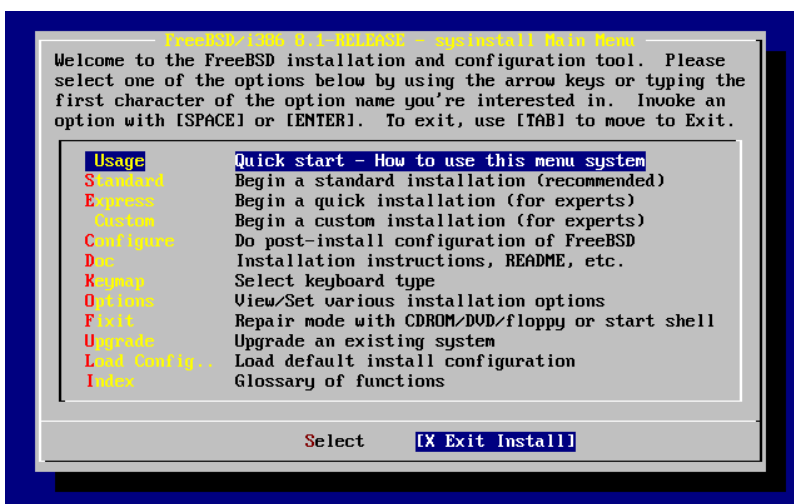 FreeBSD/i386 8.1-RELEASE - sysinstall Main Menu
Welcome to the FreeBSD installation and configuration tool.  Please
select one of the options below by using the arrow keys or typing the
first character of the option name you're interested in.  Invoke an
option with [SPACE] or [ENTER].  To exit, use [TAB] to move to Exit.
Usage Quick start - How to use this menu system
Standard Begin a standard installation (recommended)
Express Begin a quick installation (for experts)
Custom Begin a custom installation (for experts)
Configure Do post-install configuration of FreeBSD
Doc Installation instructions, README, etc.
Keymap Select keyboard type
Options View/Set various installation options
Fixit Repair mode with CDROM/DVD/floppy or start shell
Upgrade Upgrade an existing system
Load Config.. Load default install configuration
Index Glossary of functions
Select [X Exit Install]